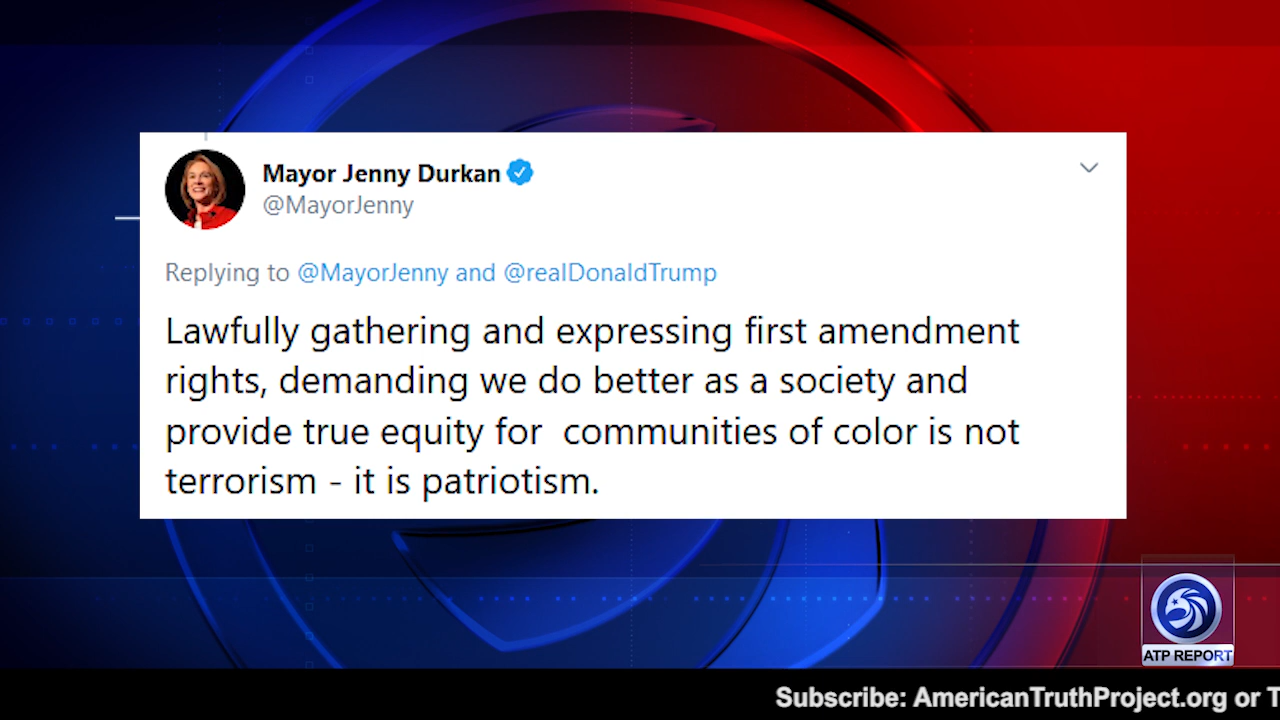 Mayor Jenny Durkan
@MayorJenny
Replying to @MayorJenny and @realDonaldTrump
Lawfully gathering and expressing first amendment
rights, demanding we do better as a society and
provide true equity for  communities of color is not
terrorism - it is patriotism.
ATP REPORT
Subscribe: AmericanTruthProject.org or T